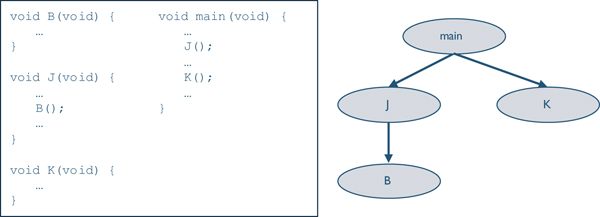 void B(void) {
…
}
void J(void) {
…
B();
…
}
void K(void) {
…
}
void main(void) {
…
J();
…
K();
…
}
main
J
K
B